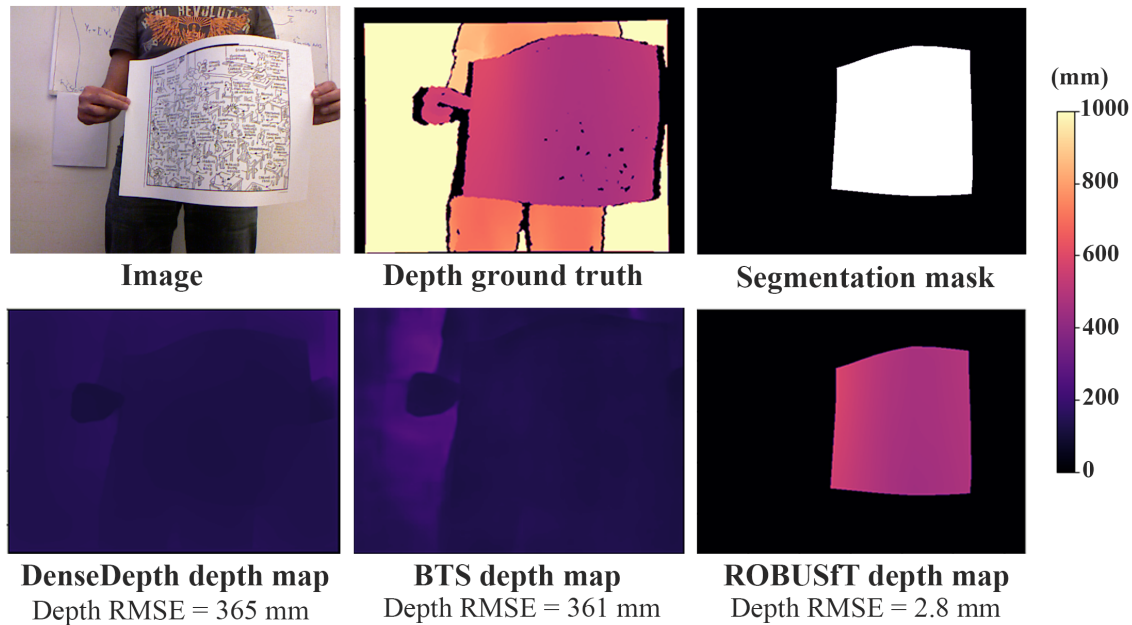 REVOLUTION
(mm)
1000
800
600
400
200
0
Image
Depth ground truth
Segmentation mask
DenseDepth depth map
BTS depth map
ROBUSfT depth map
Depth RMSE = 365 mm
Depth RMSE = 361 mm
Depth RMSE = 2.8 mm